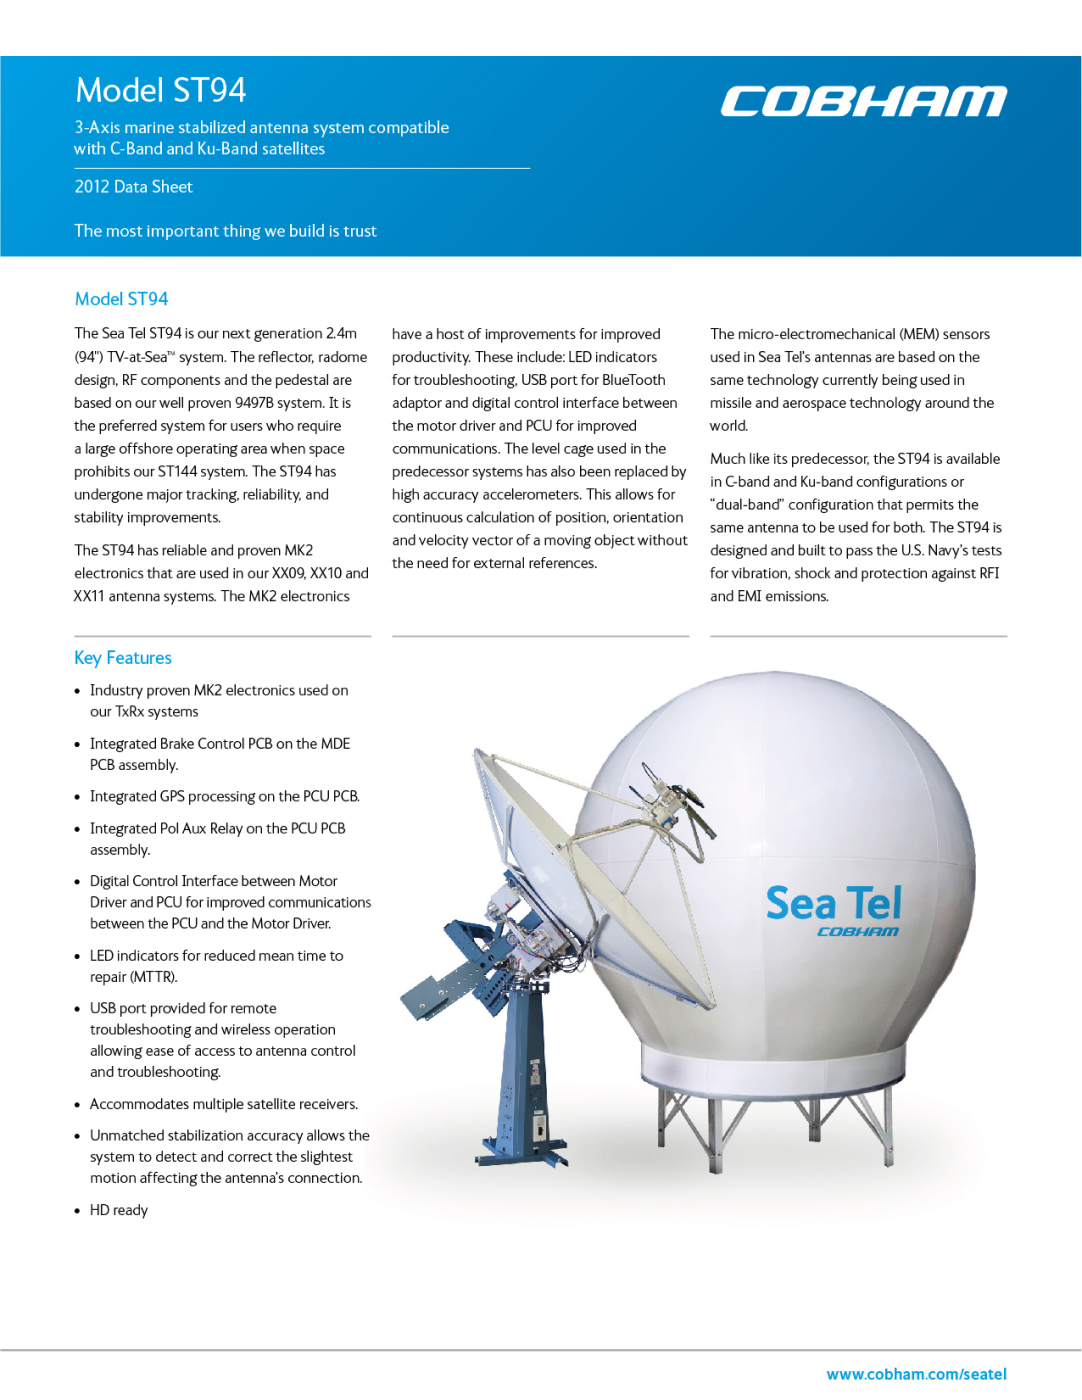 Model ST94
COBHAM
3-Axis marine stabilized antenna system compatible
with C-Band and Ku-Band satellites
2012 Data Sheet
The most important thing we build is trust
Model ST94
The Sea Tel ST94 is our next generation 2.4m
(94") TV-at-Sea™ system. The reflector, radome
design, RF components and the pedestal are
based on our well proven 9497B system. It is
the preferred system for users who require
a large offshore operating area when space
prohibits our ST144 system. The ST94 has
undergone major tracking, reliability, and
stability improvements.
The ST94 has reliable and proven MK2
electronics that are used in our XX09, XX10 and
XX11 antenna systems. The MK2 electronics
have a host of improvements for improved
productivity. These include: LED indicators
for troubleshooting, USB port for BlueTooth
adaptor and digital control interface between
the motor driver and PCU for improved
communications. The level cage used in the
predecessor systems has also been replaced by
high accuracy accelerometers. This allows for
continuous calculation of position, orientation
and velocity vector of a moving object without
the need for external references.
The micro-electromechanical (MEM) sensors
used in Sea Tel's antennas are based on the
same technology currently being used in
missile and aerospace technology around the
world.
Much like its predecessor, the ST94 is available
in C-band and Ku-band configurations or
“dual-band” configuration that permits the
same antenna to be used for both. The ST94 is
designed and built to pass the U.S. Navy's tests
for vibration, shock and protection against RFI
and EMI emissions.
Key Features
• Industry proven MK2 electronics used on
our TxRx systems
• Integrated Brake Control PCB on the MDE
PCB assembly.
• Integrated GPS processing on the PCU PCB.
• Integrated Pol Aux Relay on the PCU PCB
assembly.
• Digital Control Interface between Motor
Driver and PCU for improved communications
between the PCU and the Motor Driver.
• LED indicators for reduced mean time to
repair (MTTR).
• USB port provided for remote
troubleshooting and wireless operation
allowing ease of access to antenna control
and troubleshooting.
• Accommodates multiple satellite receivers.
• Unmatched stabilization accuracy allows the
system to detect and correct the slightest
motion affecting the antenna's connection.
• HD ready
Sea Tel
COBHAM
www.cobham.com/seatel